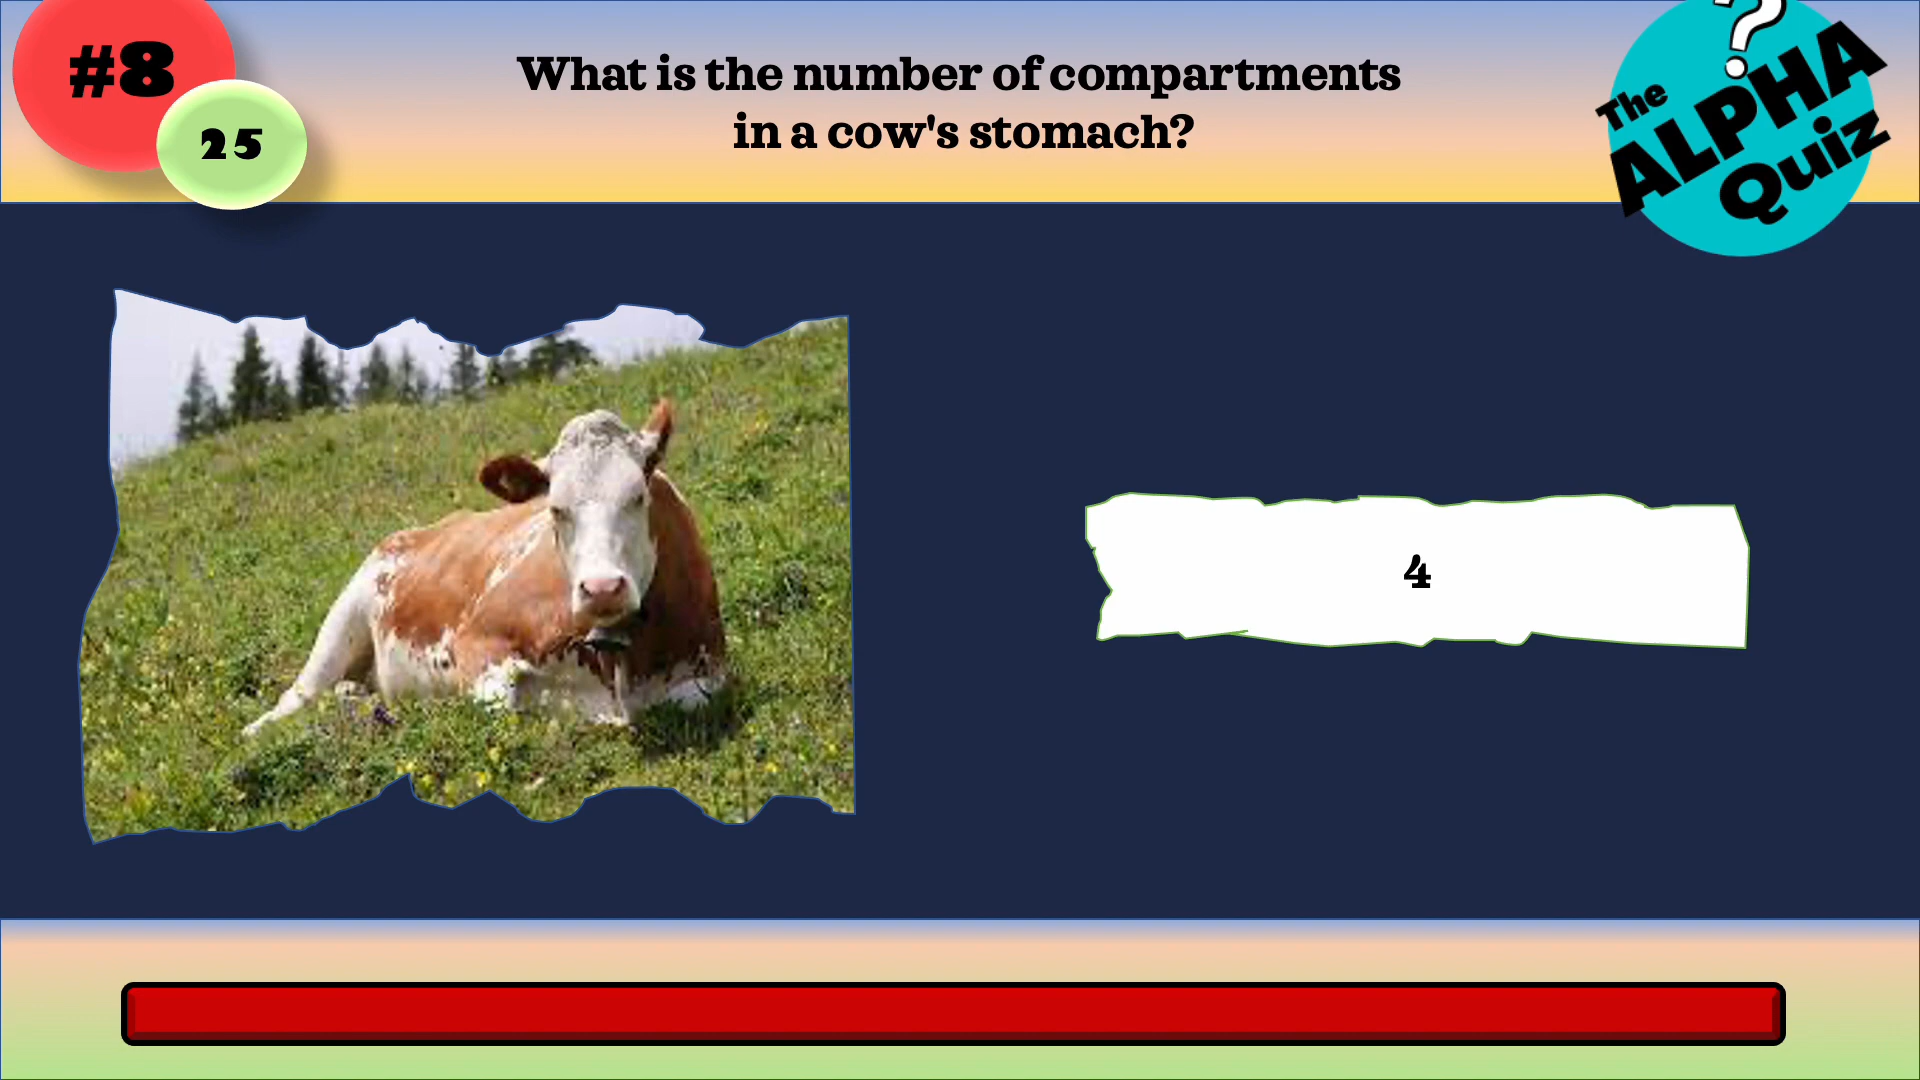 #8
25
What is the number of compartments
in a cow's stomach?
?
The
ALPHA
Quiz
4